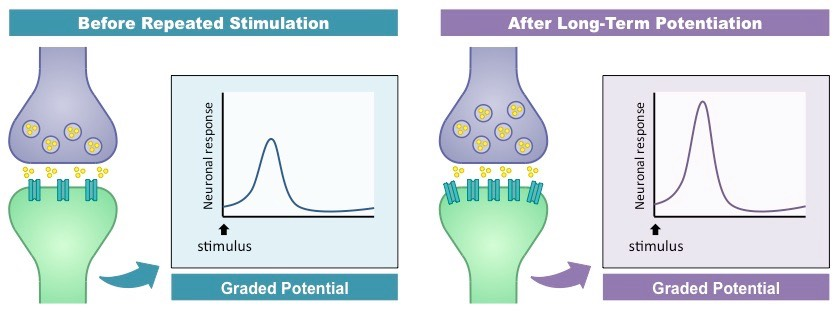 Before Repeated Stimulation
Neuronal response
stimulus
Graded Potential
After Long-Term Potentiation
Neuronal response
stimulus
Graded Potential